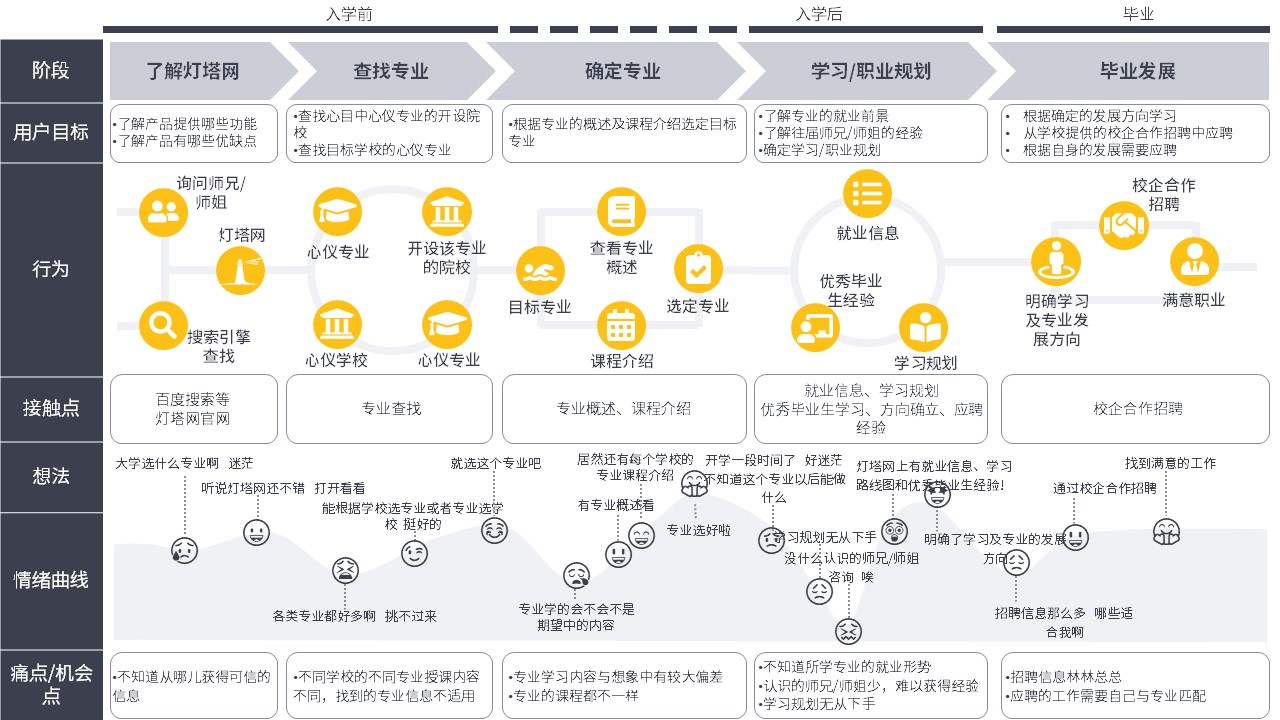 入学前
入学后
毕业
阶段
了解灯塔网
查找专业
确定专业
学习/职业规划
毕业发展
用户目标
•了解产品提供哪些功能
•了解产品有哪些优缺点
•查找心目中心仪专业的开设院
校
•查找目标学校的心仪专业
•根据专业的概述及课程介绍选定目标
专业
•了解专业的就业前景
•了解往届师兄/师姐的经验
•确定学习/职业规划
• 根据确定的发展方向学习
• 从学校提供的校企合作招聘中应聘
• 根据自身的发展需要应聘
行为
询问师兄/
师姐
灯塔网
搜索引擎
查找
心仪专业
开设该专业
的院校
心仪学校
心仪专业
目标专业
查看专业
概述
选定专业
课程介绍
就业信息
优秀毕业
生经验
学习规划
明确学习
及专业发
展方向
校企合作
招聘
满意职业
接触点
百度搜索等
灯塔网官网
专业查找
专业概述、课程介绍
就业信息、学习规划
优秀毕业生学习、方向确立、应聘
经验
校企合作招聘
想法
情绪曲线
大学选什么专业啊 迷茫
听说灯塔网还不错 打开看看
各类专业都好多啊 挑不过来
能根据学校选专业或者专业选学
校 挺好的
就选这个专业吧
专业学的会不会不是
期望中的内容
有专业概述看
居然还有每个学校的
专业课程介绍
专业选好啦
开学一段时间了 好迷茫
不知道这个专业以后能做
什么
学习规划无从下手
没什么认识的师兄/师姐
咨询 唉
灯塔网上有就业信息、学习
路线图和优秀毕业生经验!
明确了学习及专业的发展
方向
招聘信息那么多 哪些适
合我啊
通过校企合作招聘
找到满意的工作
痛点/机会
点
•不知道从哪儿获得可信的
信息
•不同学校的不同专业授课内容
不同，找到的专业信息不适用
•专业学习内容与想象中有较大偏差
•专业的课程都不一样
•不知道所学专业的就业形势
•认识的师兄/师姐少，难以获得经验
•学习规划无从下手
•招聘信息林林总总
•应聘的工作需要自己与专业匹配